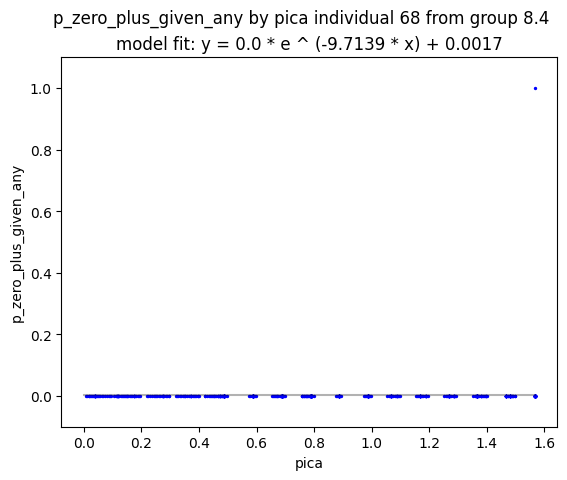 p_zero_plus_given_any by pica individual 68 from group 8.4
model fit: y = 0.0 * e ^ (-9.7139 * x) + 0.0017
1.0
0.8
0.6
0.4
0.2
0.0
p_zero_plus_given_any
0.0 0.2 0.4 0.6 0.8 1.0 1.2 1.4 1.6
pica